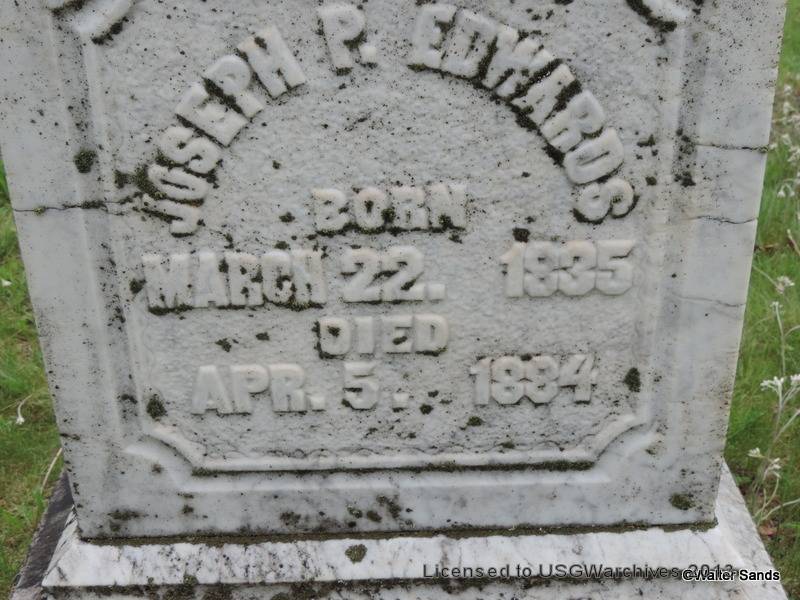 JOSEPH P. EDWARDS
BORN
MARCH 22. 1835
DIED
APR. 5. 1884
Licensed to USGWarchives 2013
©Walter Sands